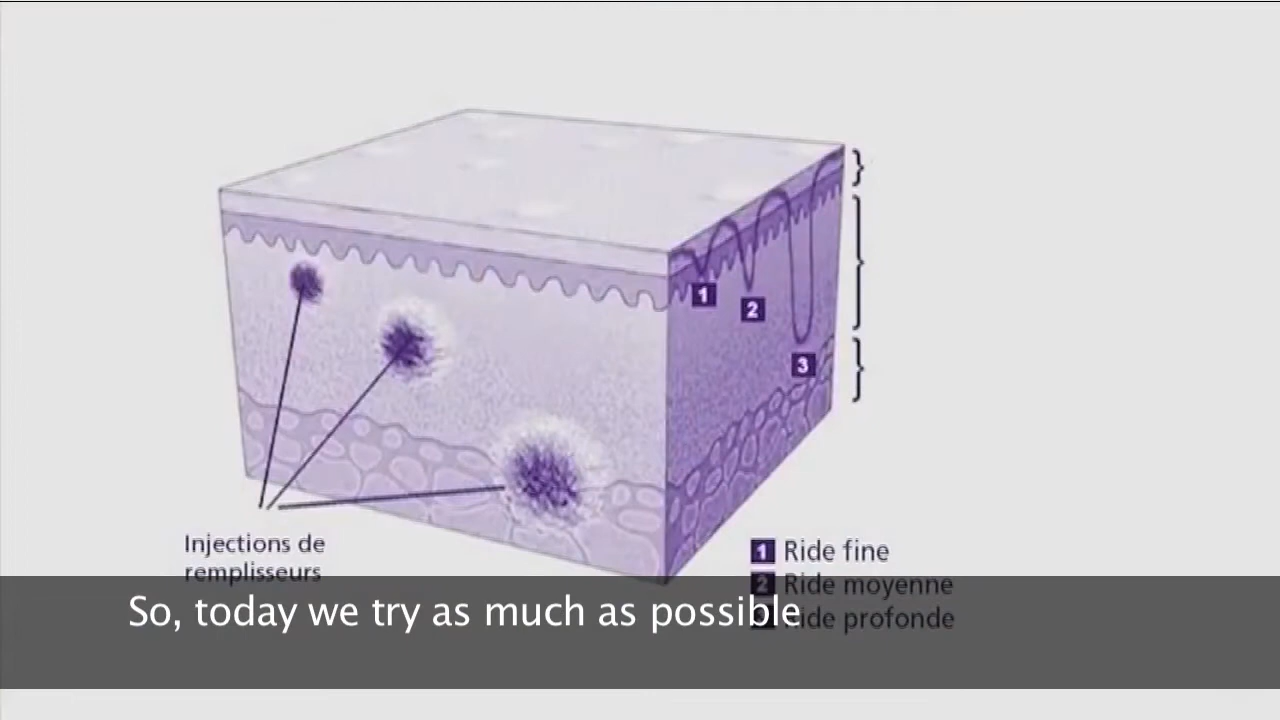 1
2
3
Injections de
remplisseurs
1 Ride fine
2 Ride moyenne
Ride profonde
So, today we try as much as possible